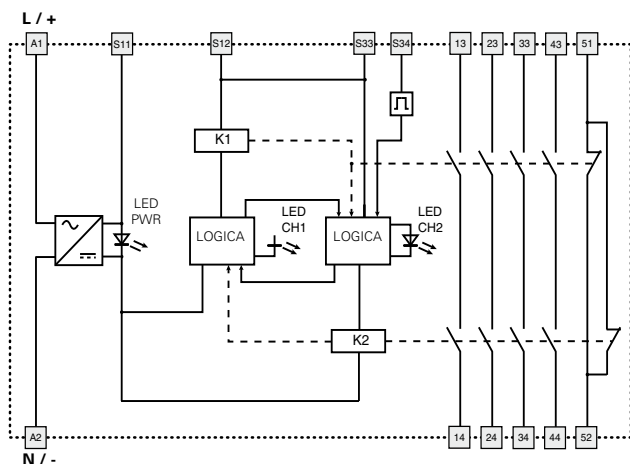 L / +
A1 S11 S12 S33 S34 13 23 33 43 51
K1
LED
PWR
LOGICA
LED
CH1
LOGICA
LED
CH2
K2
A2 14 24 34 44 52
N / -